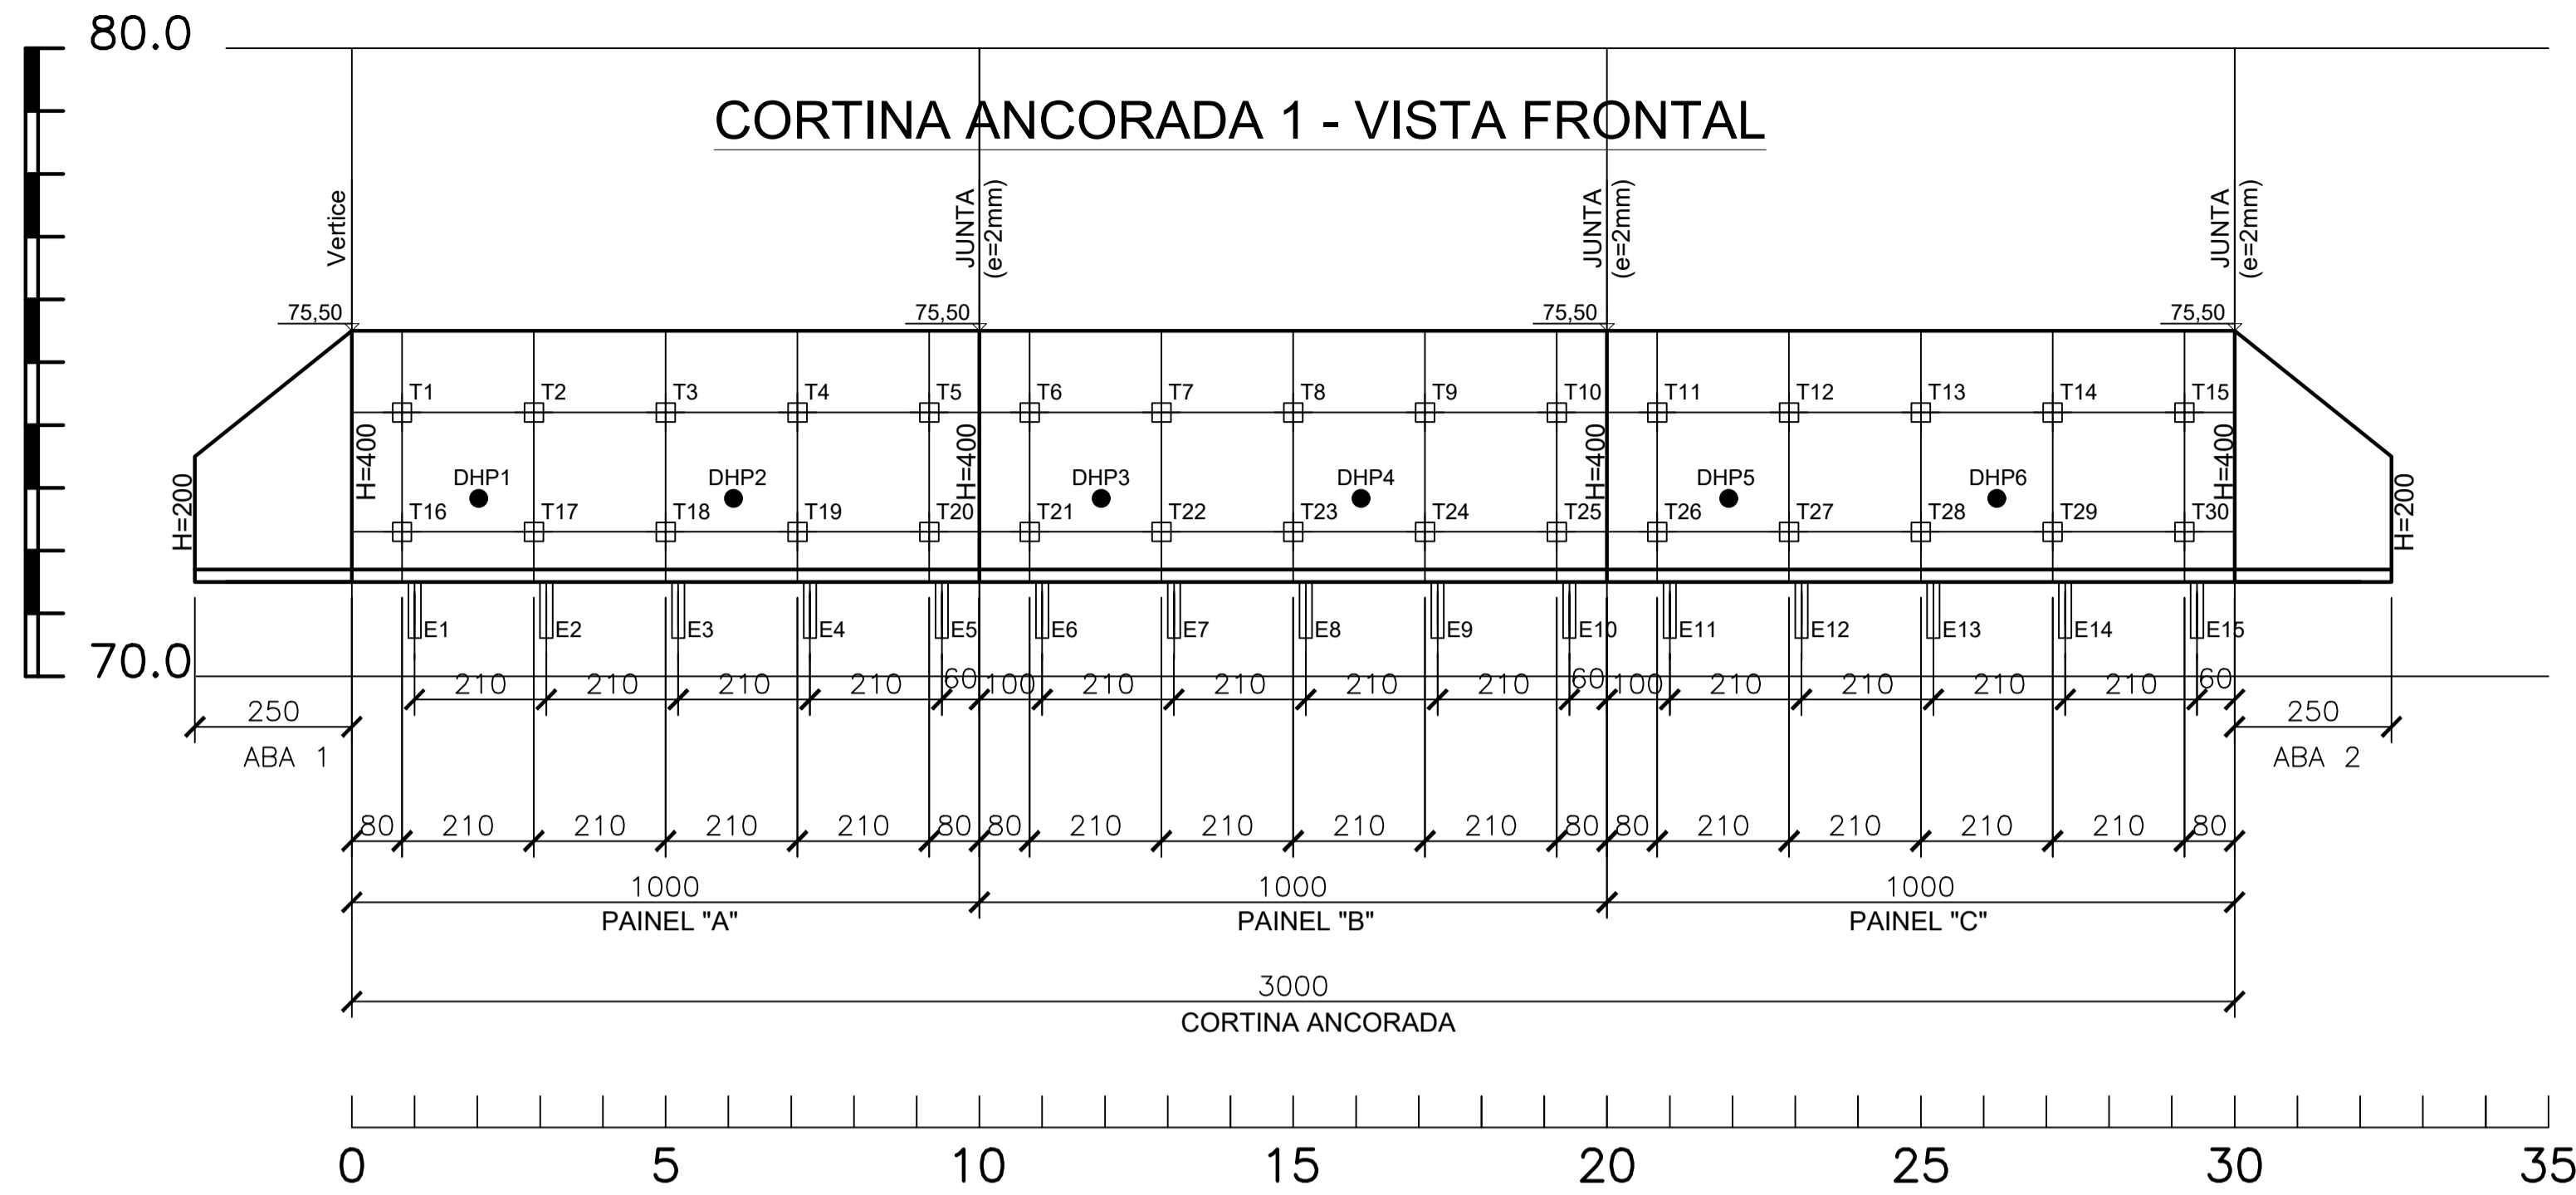 80.0
CORTINA ANCORADA 1 - VISTA FRONTAL
Vertice
JUNTA
(e=2mm)
JUNTA
(e=2mm)
JUNTA
(e=2mm)
75,50 75,50 75,50 75,50
T1 T2 T3 T4 T5 T6 T7 T8 T9 T10 T11 T12 T13 T14 T15
H=200 H=400 H=400 H=400 H=400 H=200
DHP1 DHP2 DHP3 DHP4 DHP5 DHP6
T16 T17 T18 T19 T20 T21 T22 T23 T24 T25 T26 T27 T28 T29 T30
E1 E2 E3 E4 E5 E6 E7 E8 E9 E10 E11 E12 E13 E14 E15
70.0
210 210 210 210 60 100 210 210 210 210 60 100 210 210 210 210 60
250 250
ABA 1 ABA 2
80 210 210 210 210 80 80 210 210 210 210 80 80 210 210 210 210 80
1000 1000 1000
PAINEL "A" PAINEL "B" PAINEL "C"
3000
CORTINA ANCORADA
0 5 10 15 20 25 30 35